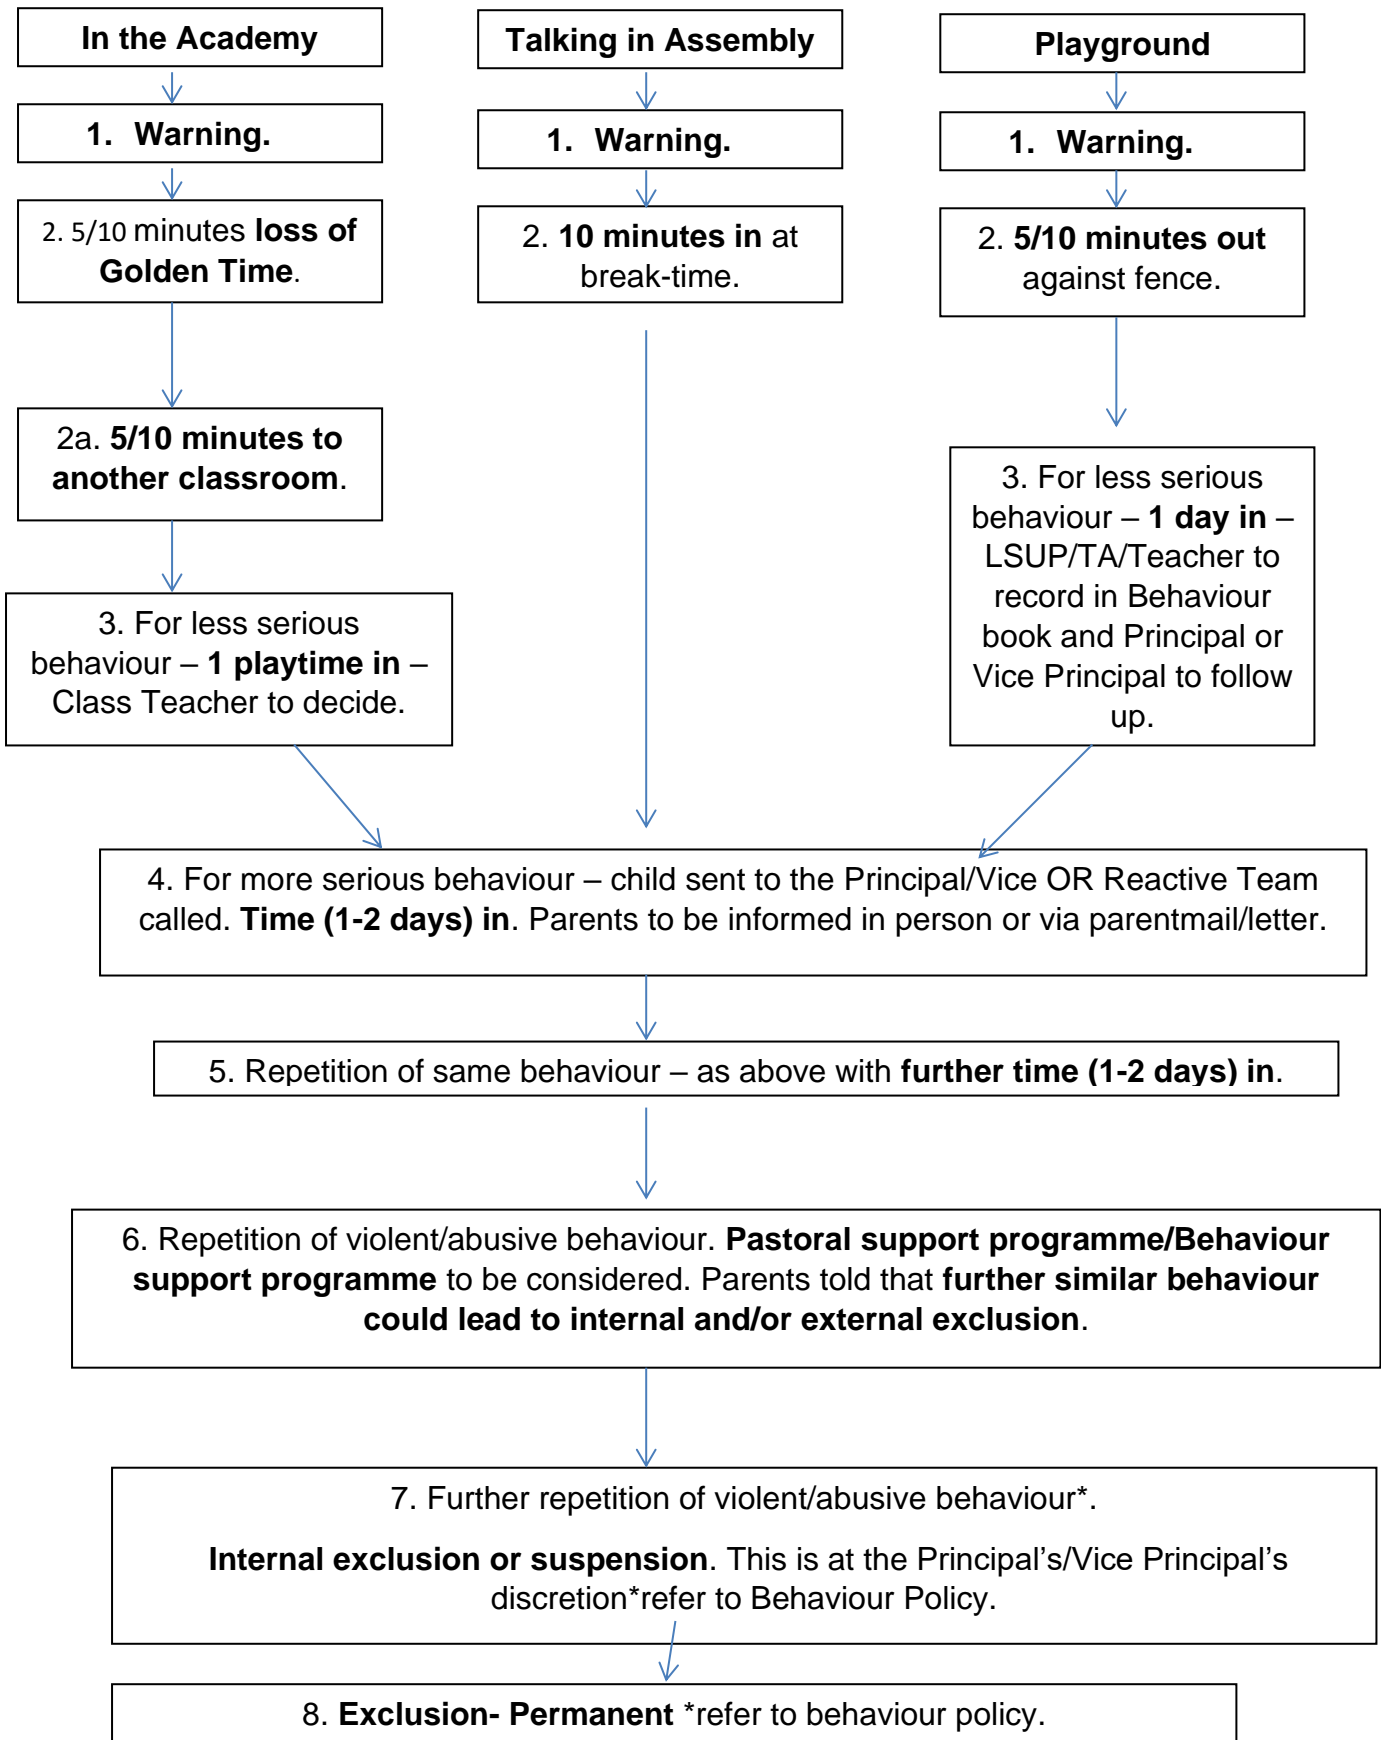 In the Academy
1. Warning.
2. 5/10 minutes loss of
Golden Time.
2a. 5/10 minutes to
another classroom.
3. For less serious
behaviour – 1 playtime in –
Class Teacher to decide.
Talking in Assembly
1. Warning.
2. 10 minutes in at
break-time.
Playground
1. Warning.
2. 5/10 minutes out
against fence.
3. For less serious
behaviour – 1 day in –
LSUP/TA/Teacher to
record in Behaviour
book and Principal or
Vice Principal to follow
up.
4. For more serious behaviour – child sent to the Principal/Vice OR Reactive Team
called. Time (1-2 days) in. Parents to be informed in person or via parentmail/letter.
5. Repetition of same behaviour – as above with further time (1-2 days) in.
6. Repetition of violent/abusive behaviour. Pastoral support programme/Behaviour
support programme to be considered. Parents told that further similar behaviour
could lead to internal and/or external exclusion.
7. Further repetition of violent/abusive behaviour*.
Internal exclusion or suspension. This is at the Principal's/Vice Principal's
discretion*refer to Behaviour Policy.
8. Exclusion- Permanent *refer to behaviour policy.